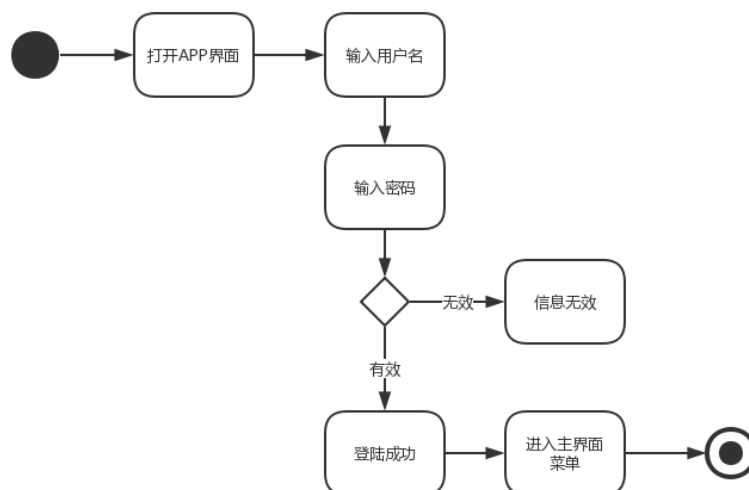 打开APP界面
输入用户名
输入密码
无效
信息无效
有效
登陆成功
进入主界面
菜单